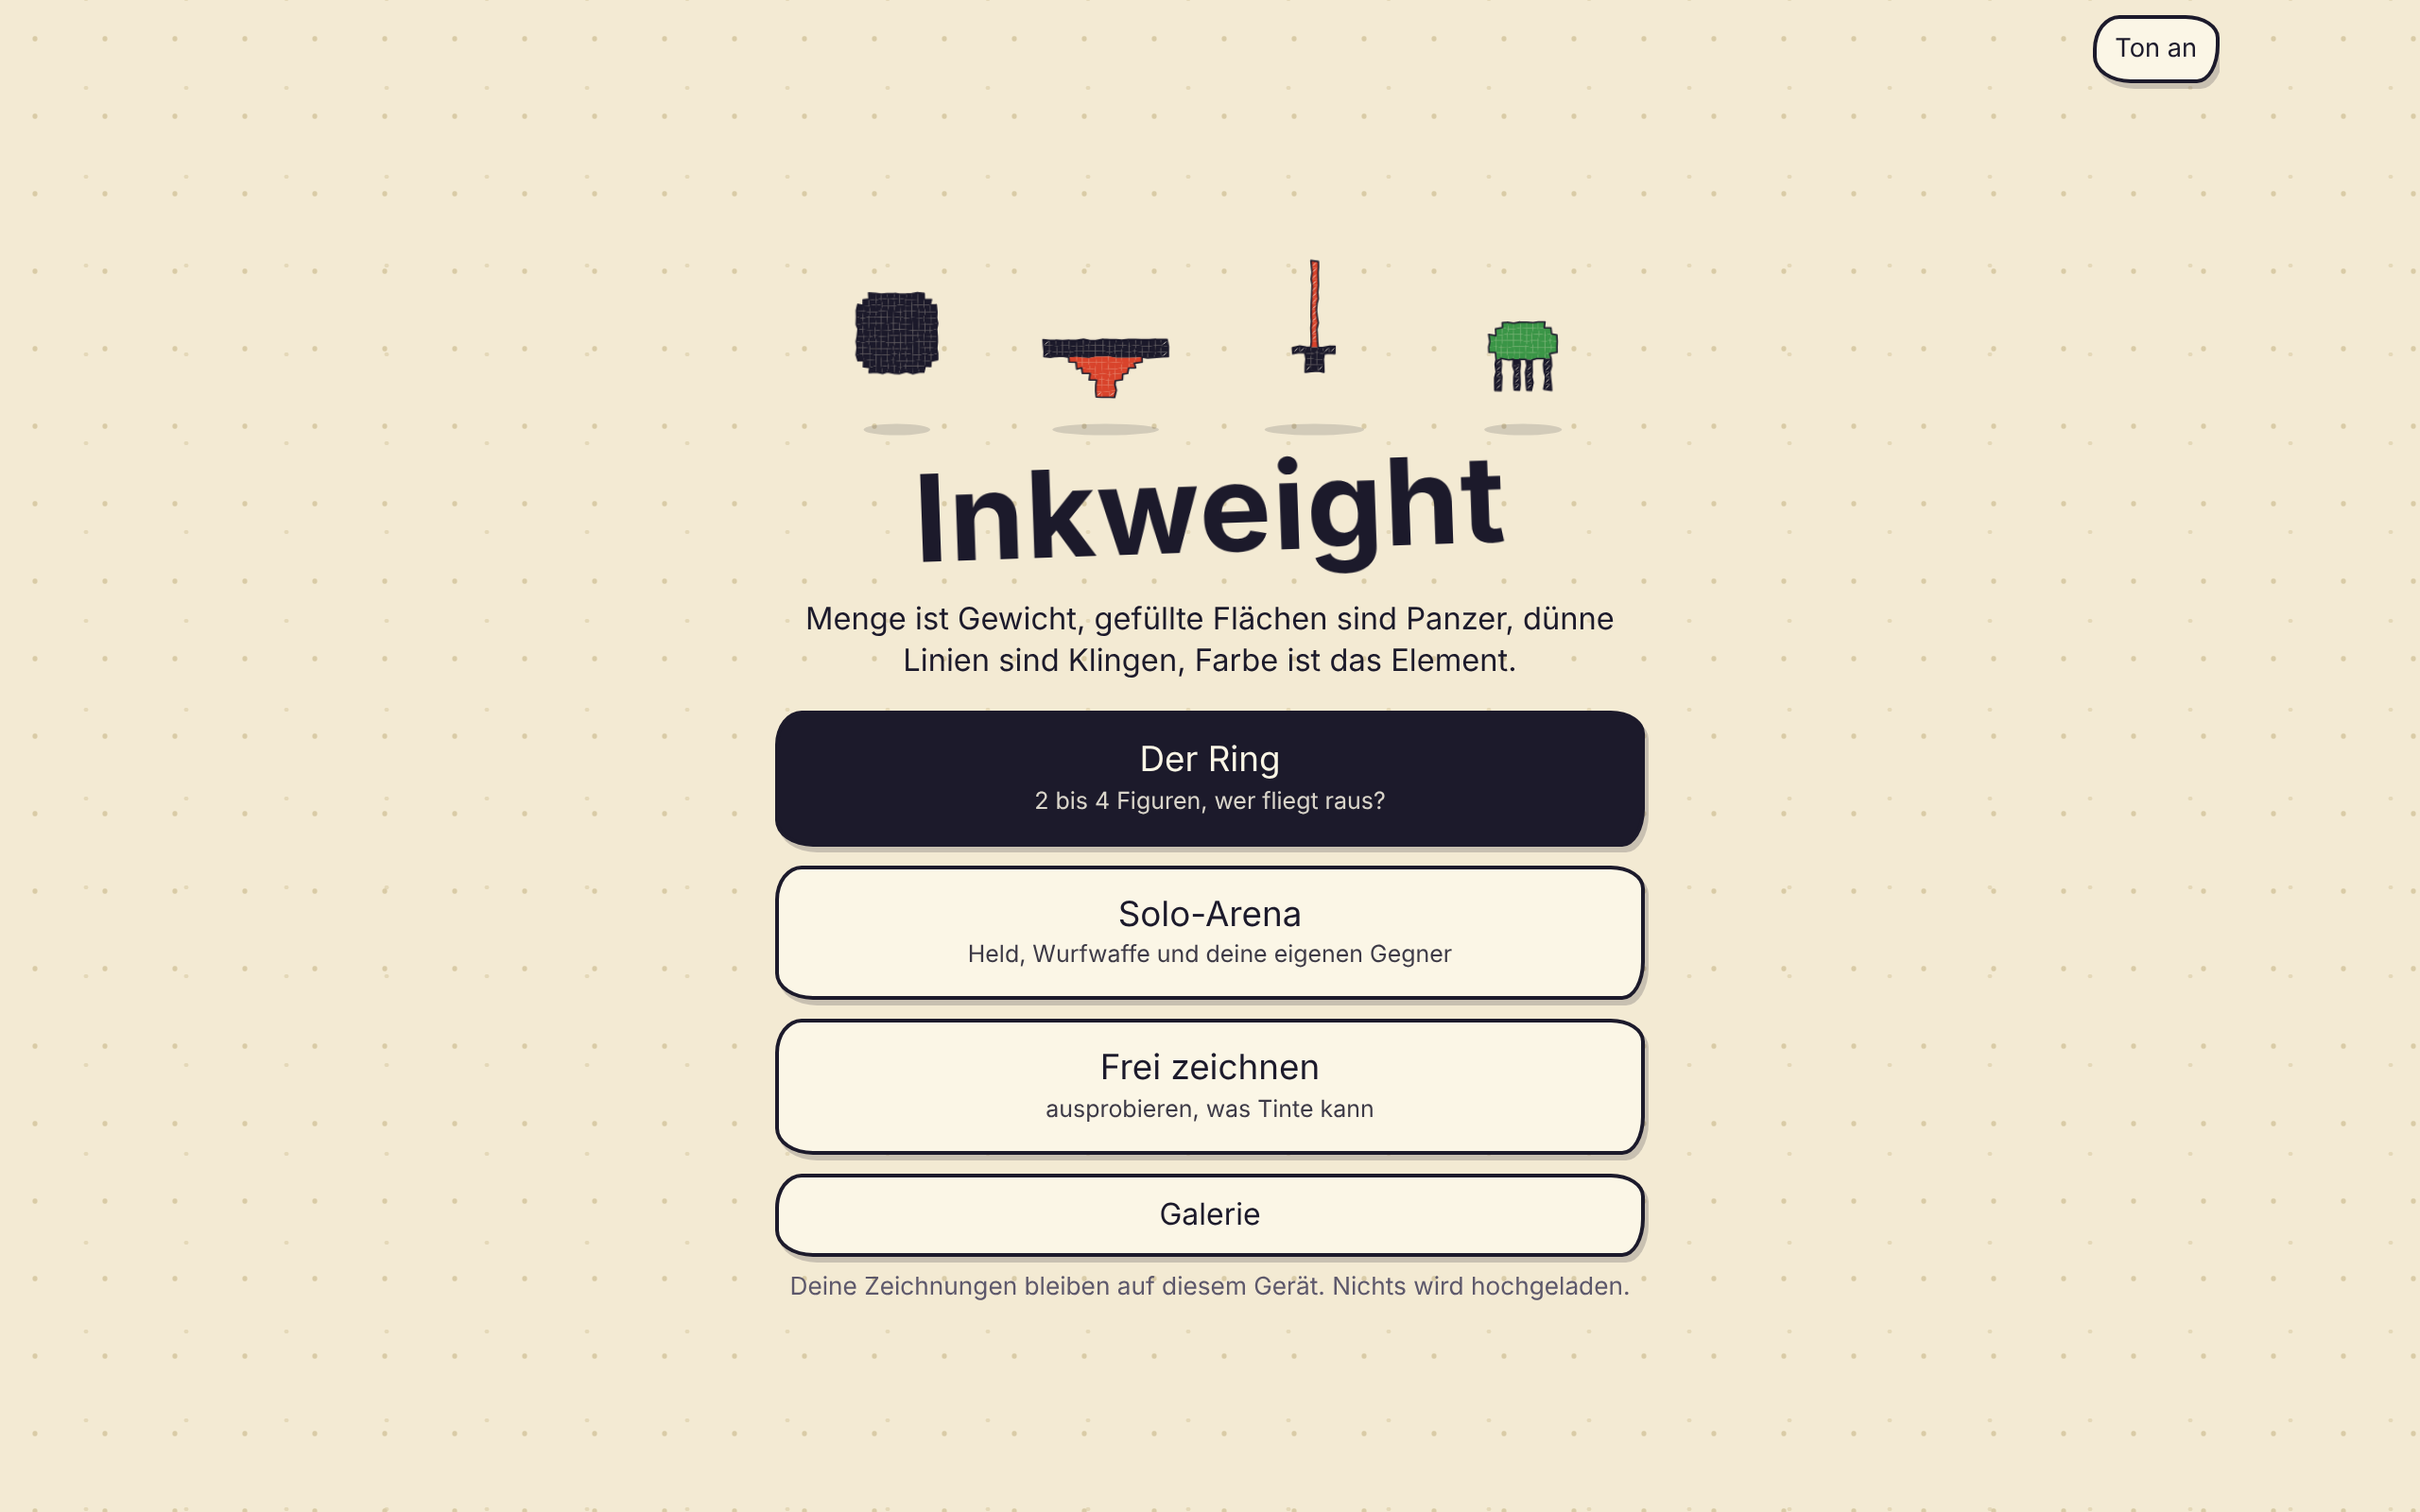 Ton an
Inkweight
Menge ist Gewicht, gefüllte Flächen sind Panzer, dünne
Linien sind Klingen, Farbe ist das Element.
Der Ring
2 bis 4 Figuren, wer fliegt raus?
Solo-Arena
Held, Wurfwaffe und deine eigenen Gegner
Frei zeichnen
ausprobieren, was Tinte kann
Galerie
Deine Zeichnungen bleiben auf diesem Gerät. Nichts wird hochgeladen.